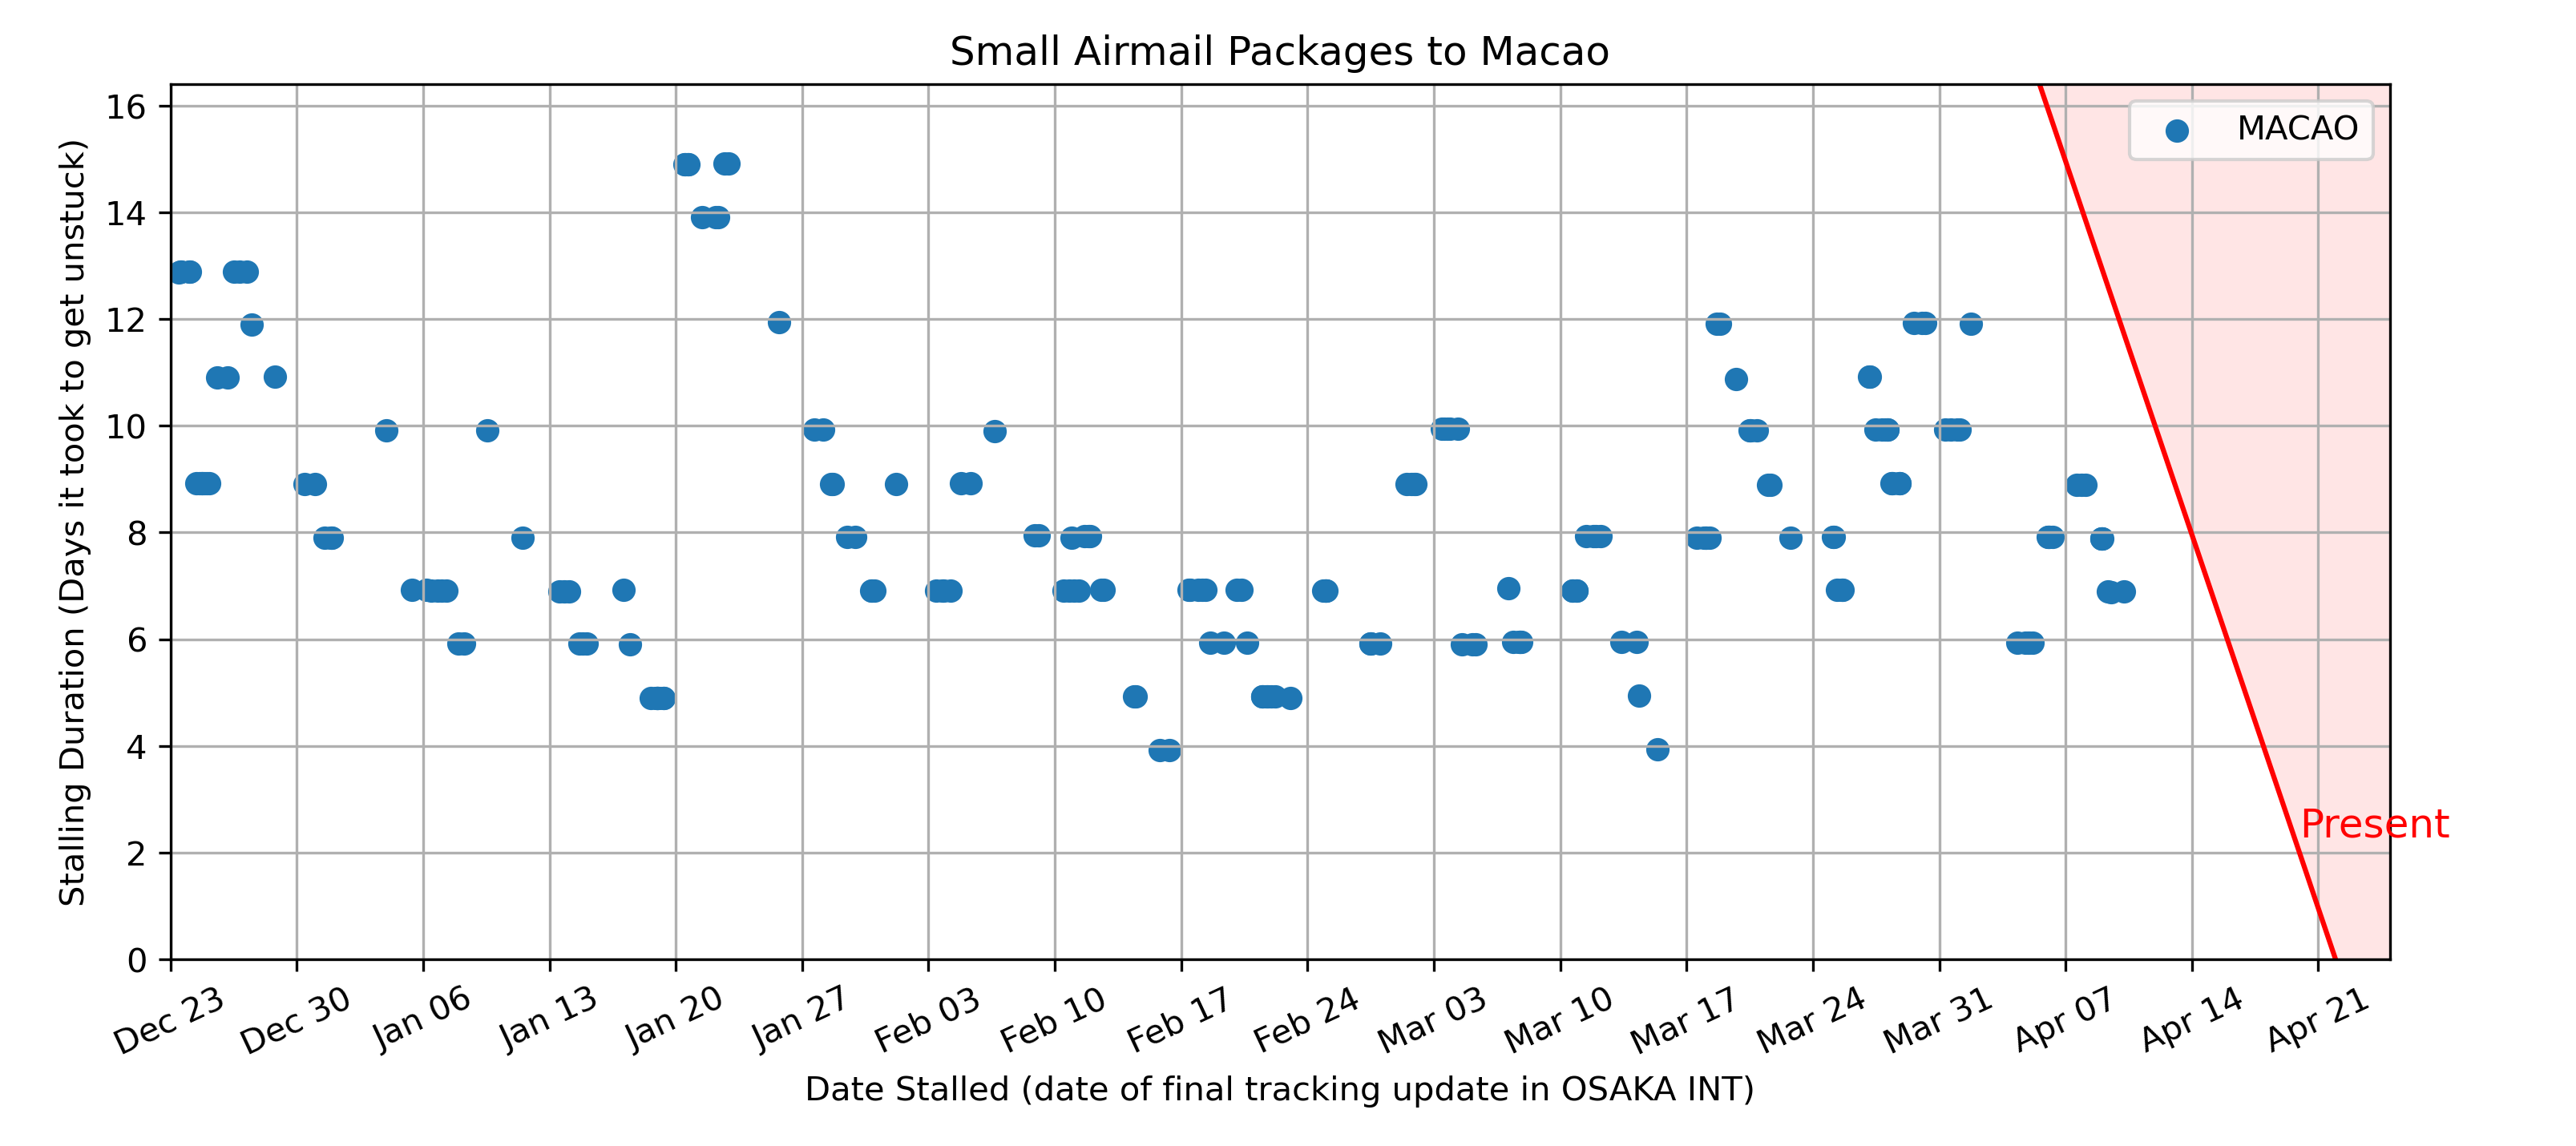 Small Airmail Packages to Macao
MACAO
Stalling Duration (Days it took to get unstuck)
16
14
12
10
8
6
4
2
0
Present
Dec 23
Dec 30
Jan 06
Jan 13
Jan 20
Jan 27
Feb 03
Feb 10
Feb 17
Feb 24
Mar 03
Mar 10
Mar 17
Mar 24
Mar 31
Apr 07
Apr 14
Apr 21
Date Stalled (date of final tracking update in OSAKA INT)